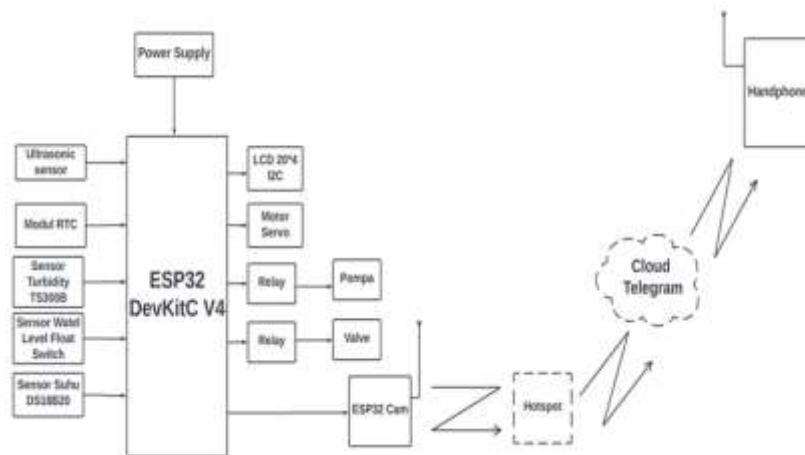 Power Supply
Handphone
Ultrasonic
sensor
LCD 20*4
I2C
Modul RTC
Motor
Servo
ESP32
DevKitC V4
Sensor
Turbidity
TS300B
Relay
Pompa
Cloud
Telegram
Sensor Watel
Level Float
Switch
Relay
Valve
Sensor Suhu
DS18B20
ESP32 Cam
Hotspot